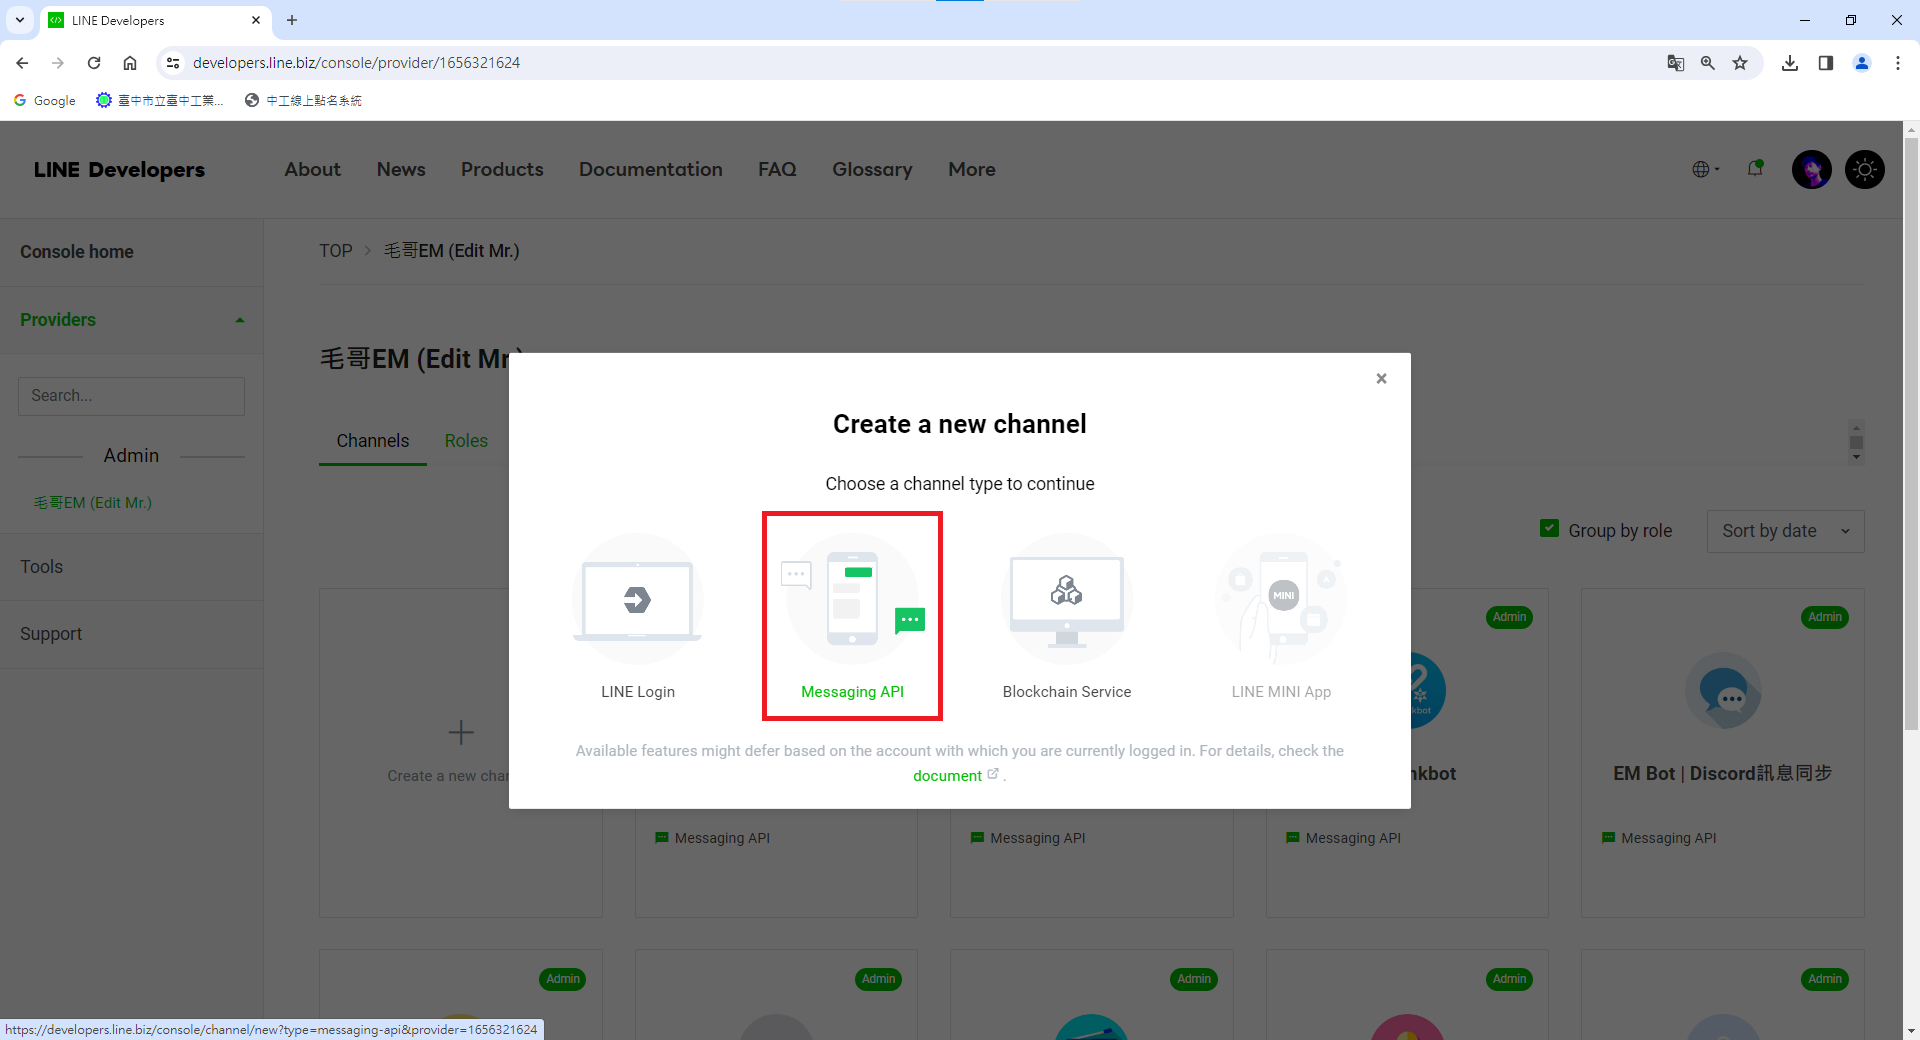 LINE Developers
developers.line.biz/console/provider/1656321624
Google 臺中市立臺中工業... 中工線上點名系統
LINE Developers About News Products Documentation FAQ Glossary More
Console home
TOP > 毛哥EM (Edit Mr.)
Providers
毛哥EM (Edit Mr.)
Search...
Create a new channel
Channels Roles
Admin
Choose a channel type to continue
毛哥EM (Edit Mr.)
Group by role Sort by date
Tools
MINI
Admin Admin
Support
LINE Login Messaging API Blockchain Service LINE MINI App
Available features might defer based on the account with which you are currently logged in. For details, check the
document .
Create a new
EM Bot | Discord訊息同步
Messaging API Messaging API Messaging API Messaging API
Admin Admin Admin Admin Admin
https://developers.line.biz/console/channel/new?type=messaging-api&provider=1656321624